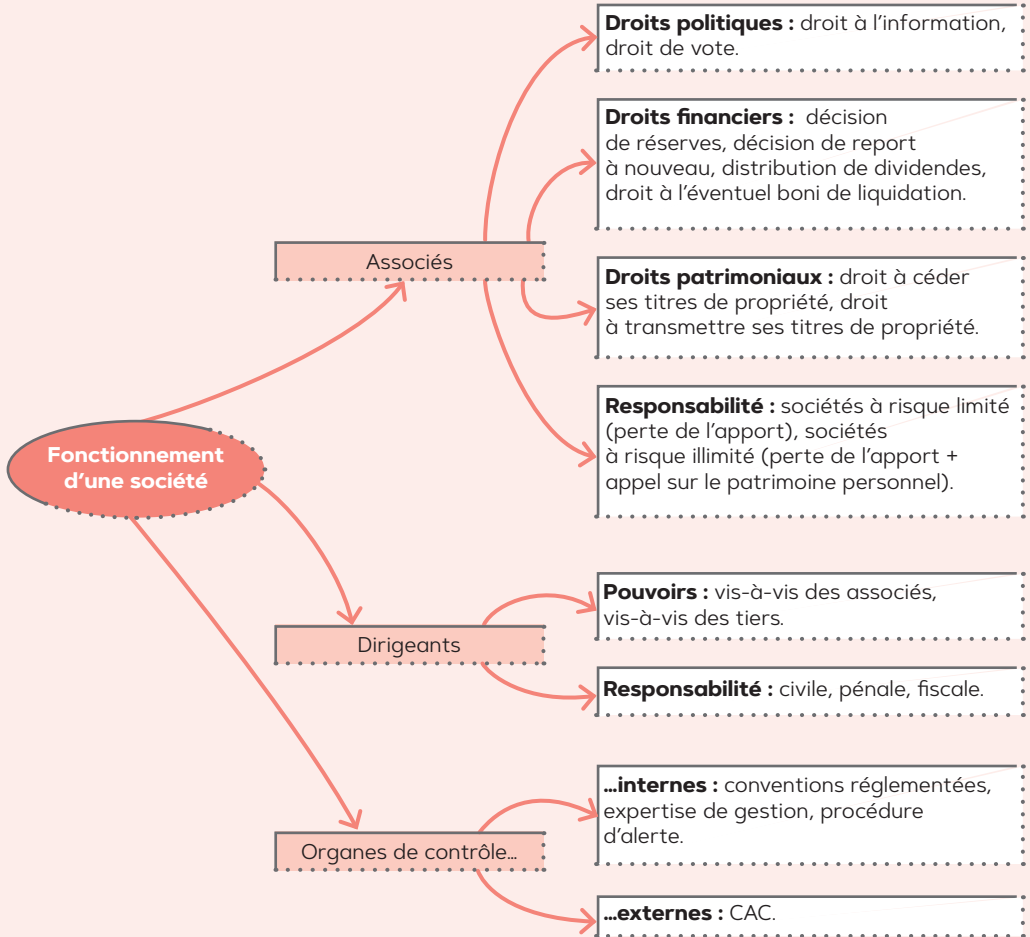 Droits politiques : droit à l'information,
droit de vote.
Droits financiers : décision
de réserves, décision de report
à nouveau, distribution de dividendes,
droit à l'éventuel boni de liquidation.
Associés
Droits patrimoniaux : droit à céder
ses titres de propriété, droit
à transmettre ses titres de propriété.
Responsabilité : sociétés à risque limité
(perte de l'apport), sociétés
à risque illimité (perte de l'apport +
appel sur le patrimoine personnel).
Fonctionnement
d'une société
Pouvoirs : vis-à-vis des associés,
vis-à-vis des tiers.
Dirigeants
Responsabilité : civile, pénale, fiscale.
...internes : conventions réglementées,
expertise de gestion, procédure
d'alerte.
Organes de contrôle...
...externes : CAC.